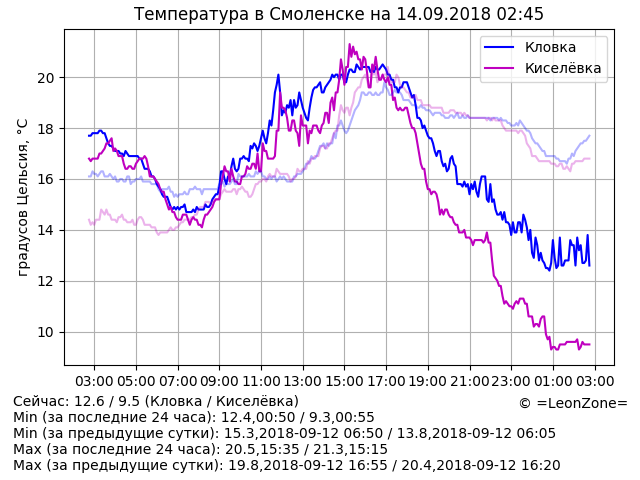 Температура в Смоленске на 14.09.2018 02:45
Кловка
Киселёвка
градусов Цельсия, °C
20
18
16
14
12
10
03:00 05:00 07:00 09:00 11:00 13:00 15:00 17:00 19:00 21:00 23:00 01:00 03:00
Сейчас: 12.6 / 9.5 (Кловка / Киселёвка)
© =LeonZone=
Min (за последние 24 часа): 12.4,00:50 / 9.3,00:55
Min (за предыдущие сутки): 15.3,2018-09-12 06:50 / 13.8,2018-09-12 06:05
Max (за последние 24 часа): 20.5,15:35 / 21.3,15:15
Max (за предыдущие сутки): 19.8,2018-09-12 16:55 / 20.4,2018-09-12 16:20